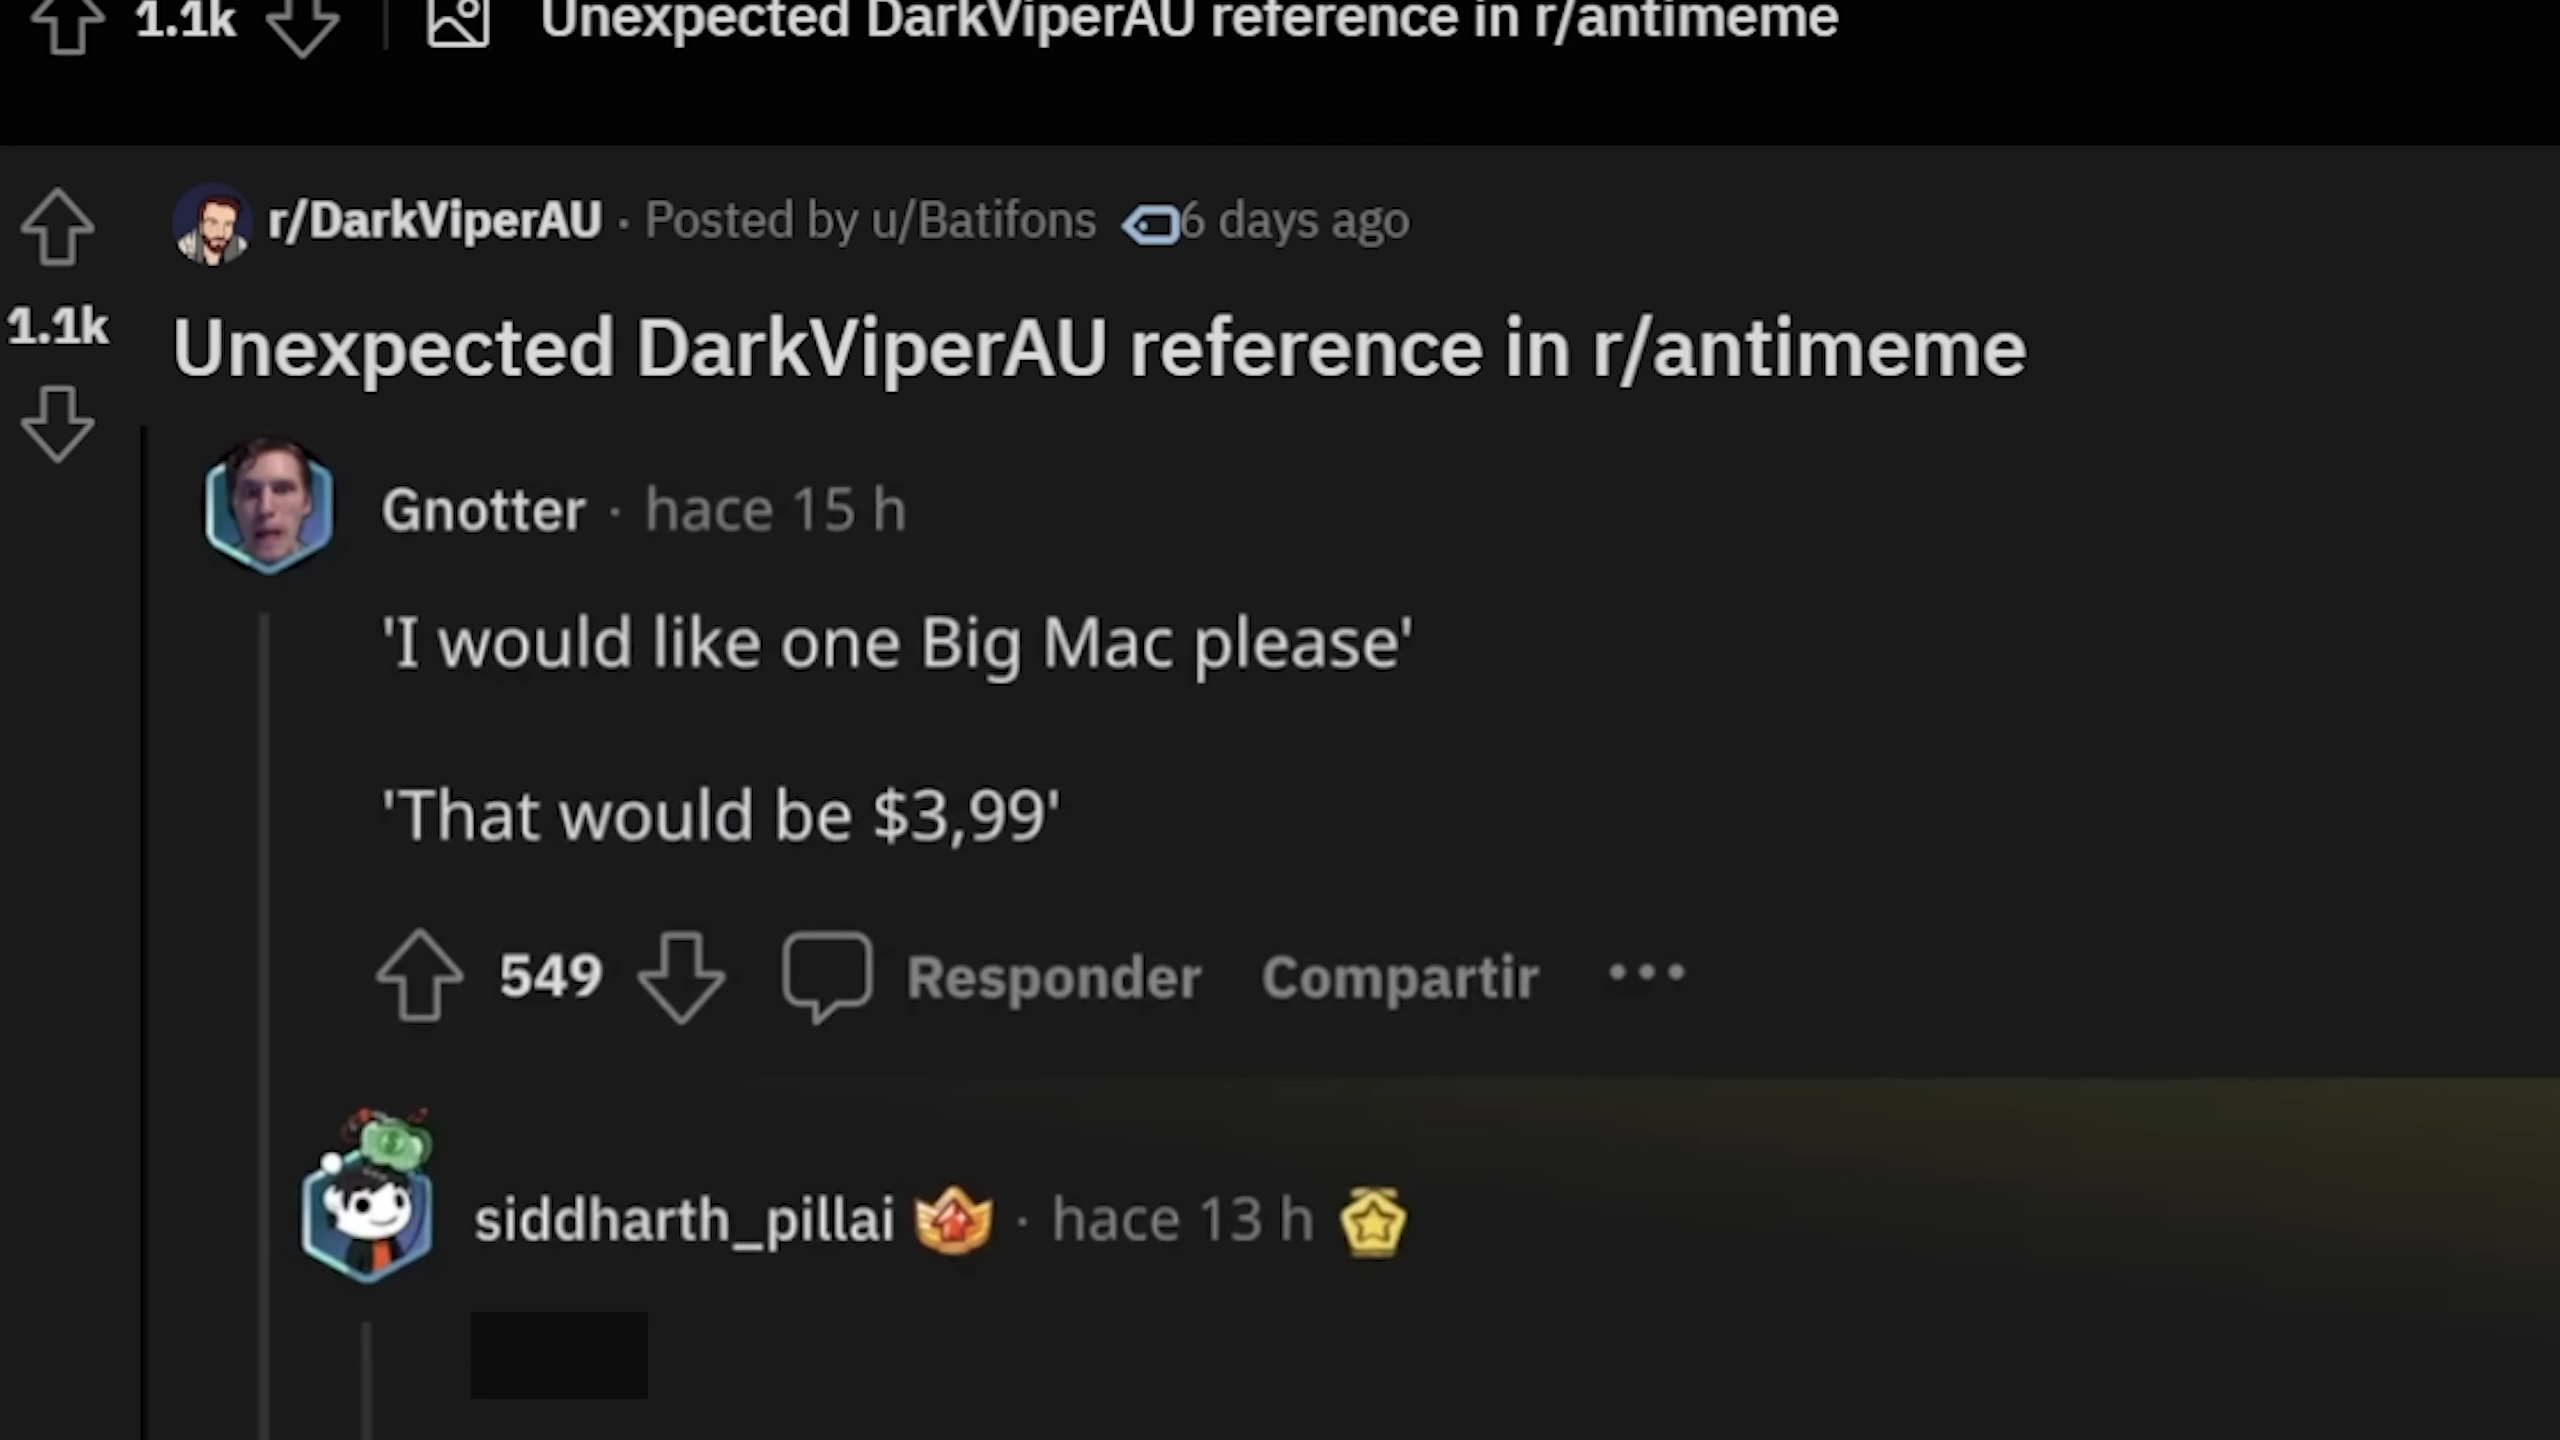 1.1k Unexpected DarkViperAU reference in r/antimeme
r/DarkViperAU · Posted by u/Batifons 6 days ago
1.1k
Unexpected DarkViperAU reference in r/antimeme
Gnotter · hace 15 h
'I would like one Big Mac please'
'That would be $3,99'
549 Responder Compartir ...
siddharth_pillai · hace 13 h